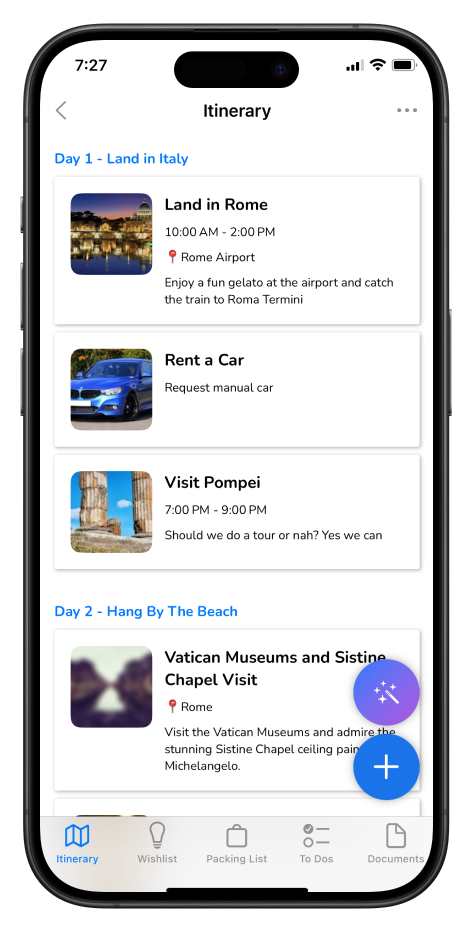 7:27
Itinerary
Day 1 - Land in Italy
Land in Rome
10:00 AM - 2:00 PM
📍Rome Airport
Enjoy a fun gelato at the airport and catch
the train to Roma Termini
Rent a Car
Request manual car
Visit Pompei
7:00 PM - 9:00 PM
Should we do a tour or nah? Yes we can
Day 2 - Hang By The Beach
Vatican Museums and Sistine
Chapel Visit
📍Rome
Visit the Vatican Museums and admire the
stunning Sistine Chapel ceiling
Michelangelo.
Itinerary
Wishlist
Packing List
To Dos
Documents